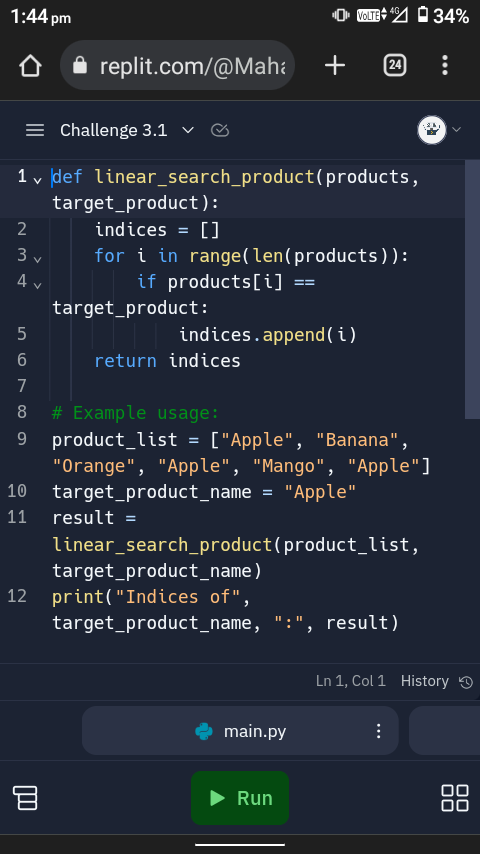 1:44 pm VoLTE 4G 34%
replit.com/@Maha 24
Challenge 3.1
1 def linear_search_product(products,
target_product):
2 indices = []
3 for i in range(len(products)):
4 if products[i] ==
target_product:
5 indices.append(i)
6 return indices
7
8 # Example usage:
9 product_list = ["Apple", "Banana",
"Orange", "Apple", "Mango", "Apple"]
10 target_product_name = "Apple"
11 result =
linear_search_product(product_list,
target_product_name)
12 print("Indices of",
target_product_name, ":", result)
Ln 1, Col 1 History
main.py
Run